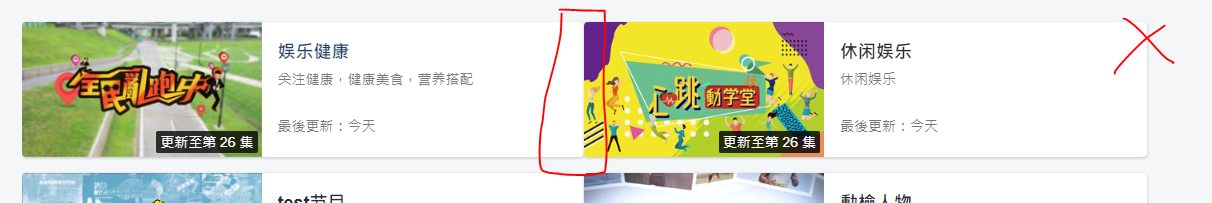 娱乐健康
关注健康，健康美食，营养搭配
最後更新：今天
全民亂跑中
更新至第 26 集
休闲娱乐
休闲娱乐
最後更新：今天
心跳動学堂
更新至第 26 集
test节目
動檢人物